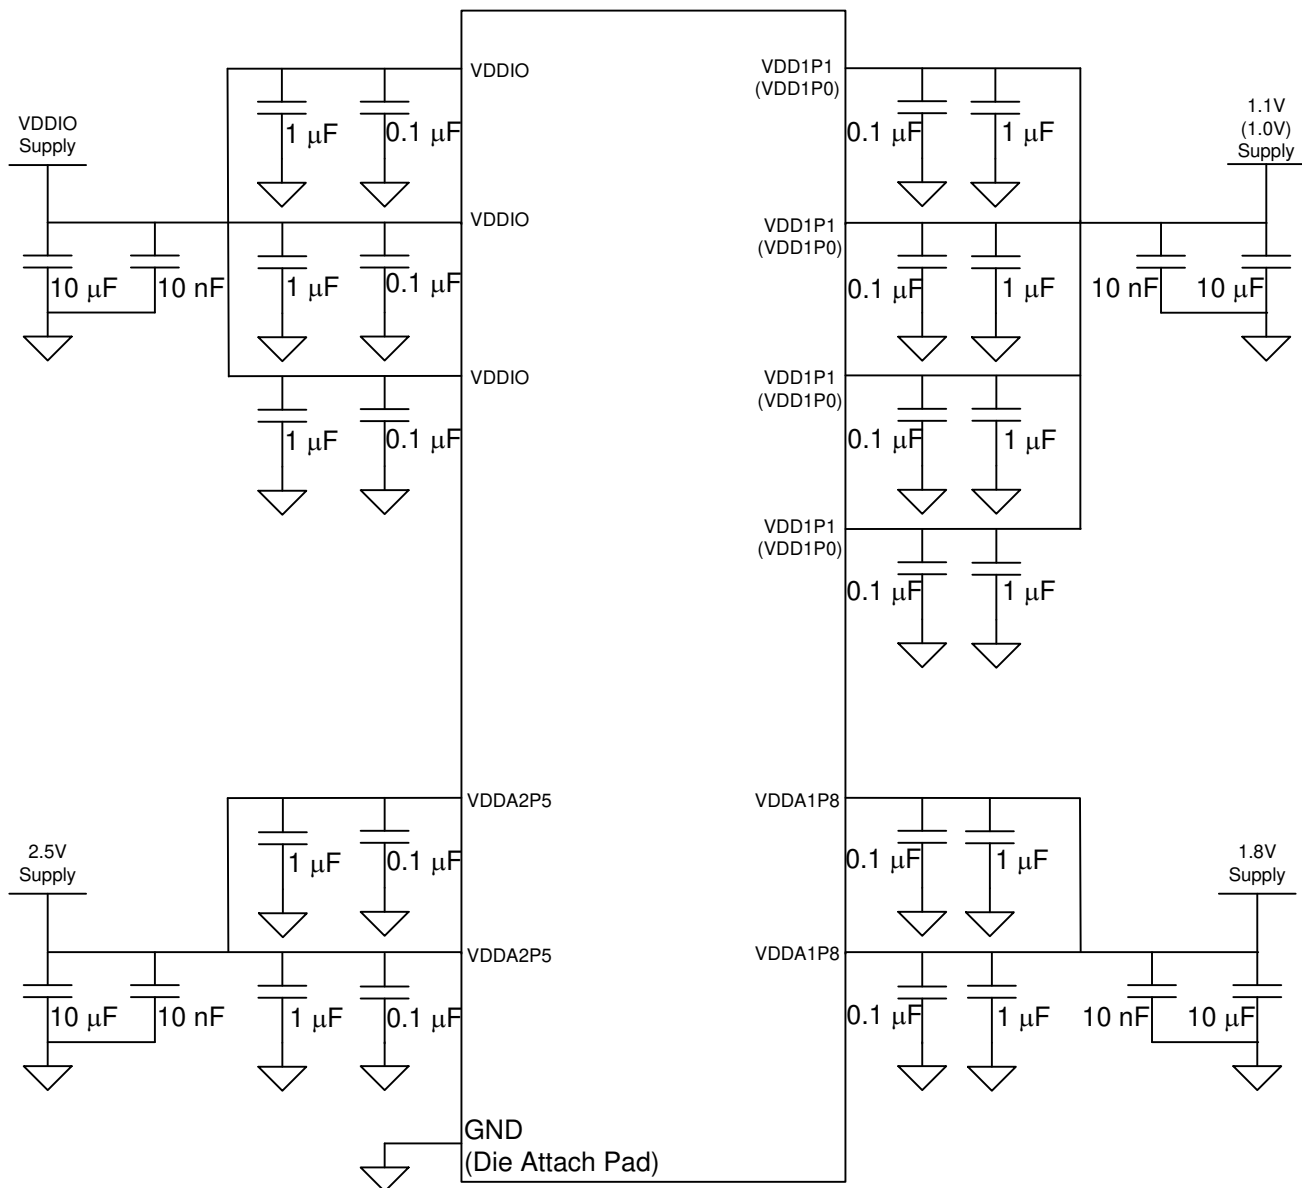 VDDIO
1 μF
0.1 μF
VDDIO
Supply
VDDIO
10 μF
10 nF
1 μF
0.1 μF
VDDIO
1 μF
0.1 μF
VDD1P1
(VDD1P0)
0.1 μF
1 μF
1.1V
(1.0V)
Supply
VDD1P1
(VDD1P0)
0.1 μF
1 μF
10 nF
10 μF
VDD1P1
(VDD1P0)
0.1 μF
1 μF
VDD1P1
(VDD1P0)
0.1 μF
1 μF
VDDA2P5
1 μF
0.1 μF
2.5V
Supply
VDDA2P5
10 μF
10 nF
1 μF
0.1 μF
VDDA1P8
0.1 μF
1 μF
1.8V
Supply
VDDA1P8
0.1 μF
1 μF
10 nF
10 μF
GND
(Die Attach Pad)